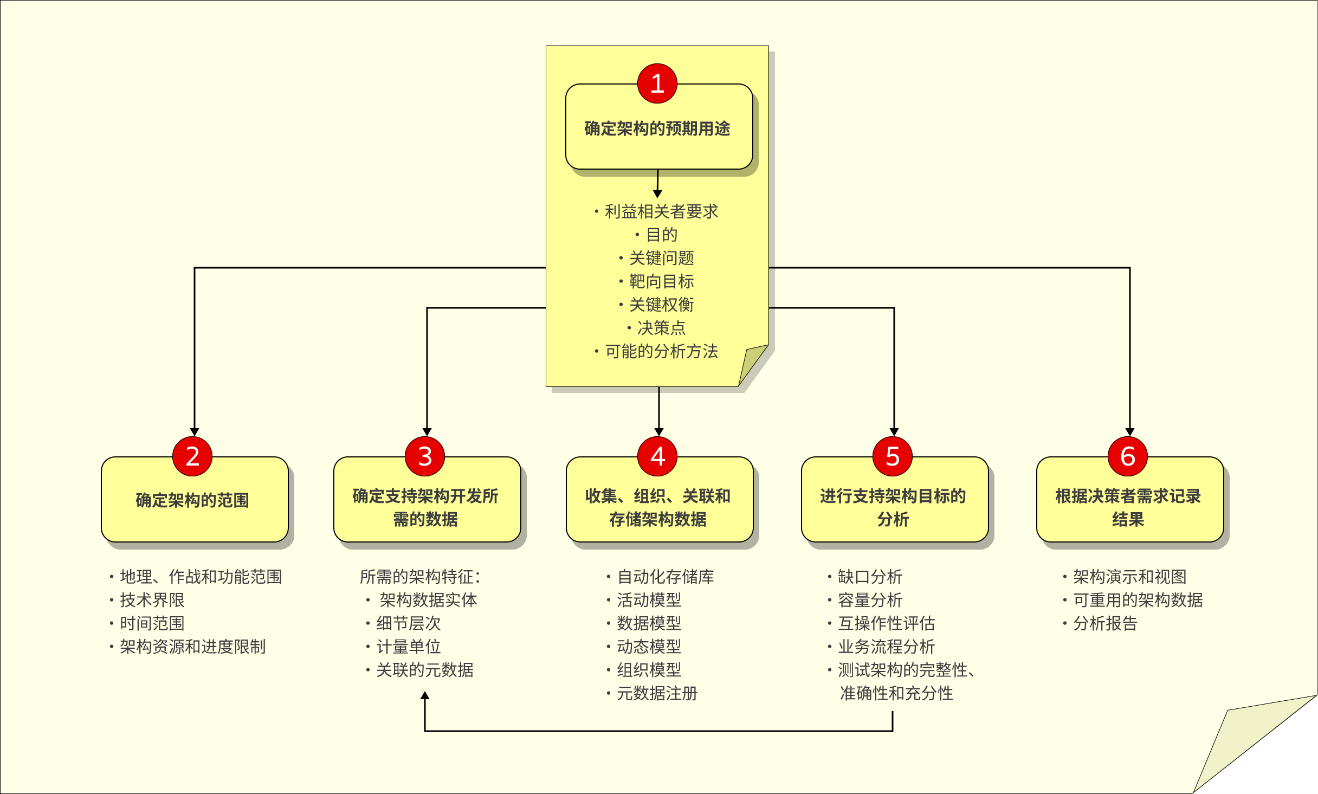 1
确定架构的预期用途
・利益相关者要求
・目的
・关键问题
・靶向目标
・关键权衡
・决策点
・可能的分析方法
2
确定架构的范围
・地理、作战和功能范围
・技术界限
・时间范围
・架构资源和进度限制
3
确定支持架构开发所
需的数据
所需的架构特征：
・ 架构数据实体
・细节层次
・计量单位
・关联的元数据
4
收集、组织、关联和
存储架构数据
・自动化存储库
・活动模型
・数据模型
・动态模型
・组织模型
・元数据注册
5
进行支持架构目标的
分析
・缺口分析
・容量分析
・互操作性评估
・业务流程分析
・测试架构的完整性、
准确性和充分性
6
根据决策者需求记录
结果
・架构演示和视图
・可重用的架构数据
・分析报告